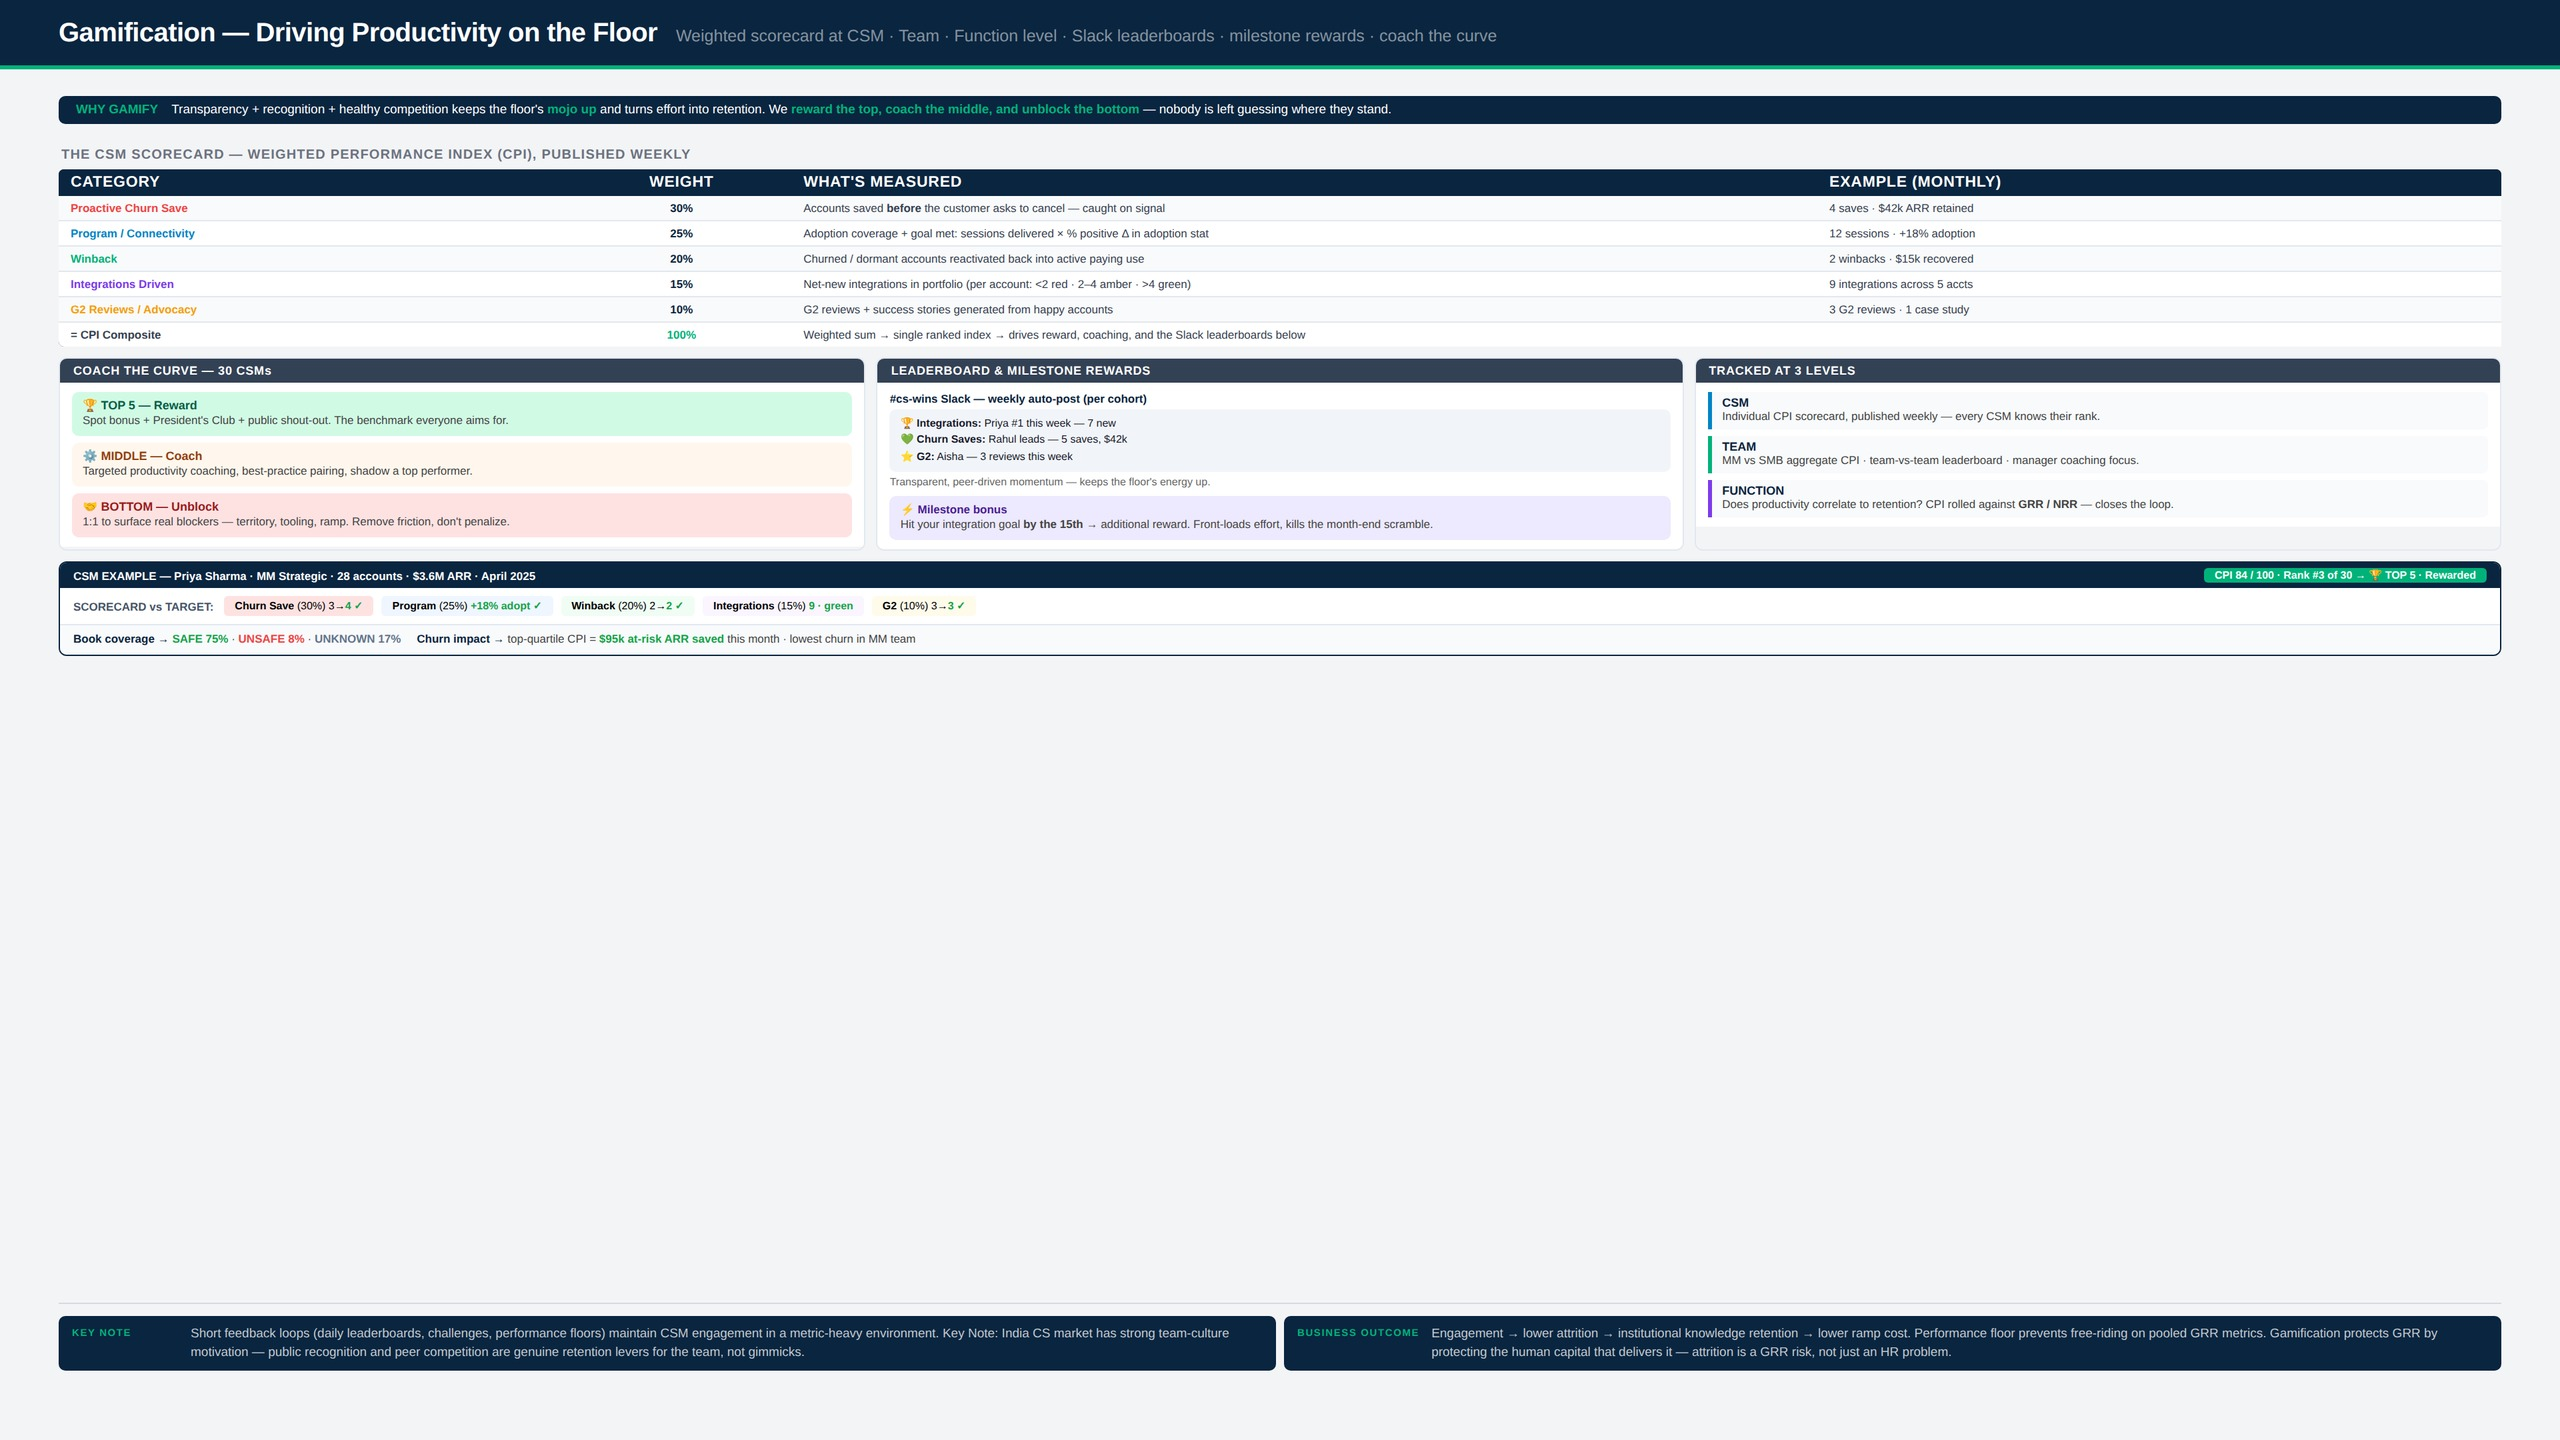 Gamification — Driving Productivity on the Floor Weighted scorecard at CSM · Team · Function level · Slack leaderboards · milestone rewards · coach the curve
WHY GAMIFY Transparency + recognition + healthy competition keeps the floor's mojo up and turns effort into retention. We reward the top, coach the middle, and unblock the bottom — nobody is left guessing where they stand.
THE CSM SCORECARD — WEIGHTED PERFORMANCE INDEX (CPI), PUBLISHED WEEKLY
CATEGORY WEIGHT WHAT'S MEASURED EXAMPLE (MONTHLY)
Proactive Churn Save 30% Accounts saved before the customer asks to cancel — caught on signal 4 saves · $42k ARR retained
Program / Connectivity 25% Adoption coverage + goal met: sessions delivered × % positive Δ in adoption stat 12 sessions · +18% adoption
Winback 20% Churned / dormant accounts reactivated back into active paying use 2 winbacks · $15k recovered
Integrations Driven 15% Net-new integrations in portfolio (per account: <2 red · 2–4 amber · >4 green) 9 integrations across 5 accts
G2 Reviews / Advocacy 10% G2 reviews + success stories generated from happy accounts 3 G2 reviews · 1 case study
= CPI Composite 100% Weighted sum → single ranked index → drives reward, coaching, and the Slack leaderboards below
COACH THE CURVE — 30 CSMs
🏆 TOP 5 — Reward
Spot bonus + President's Club + public shout-out. The benchmark everyone aims for.
⚙️ MIDDLE — Coach
Targeted productivity coaching, best-practice pairing, shadow a top performer.
🤝 BOTTOM — Unblock
1:1 to surface real blockers — territory, tooling, ramp. Remove friction, don't penalize.
LEADERBOARD & MILESTONE REWARDS
#cs-wins Slack — weekly auto-post (per cohort)
🏆 Integrations: Priya #1 this week — 7 new
💚 Churn Saves: Rahul leads — 5 saves, $42k
⭐ G2: Aisha — 3 reviews this week
Transparent, peer-driven momentum — keeps the floor's energy up.
⚡ Milestone bonus
Hit your integration goal by the 15th → additional reward. Front-loads effort, kills the month-end scramble.
TRACKED AT 3 LEVELS
CSM
Individual CPI scorecard, published weekly — every CSM knows their rank.
TEAM
MM vs SMB aggregate CPI · team-vs-team leaderboard · manager coaching focus.
FUNCTION
Does productivity correlate to retention? CPI rolled against GRR / NRR — closes the loop.
CSM EXAMPLE — Priya Sharma · MM Strategic · 28 accounts · $3.6M ARR · April 2025 CPI 84 / 100 · Rank #3 of 30 → 🏆 TOP 5 · Rewarded
SCORECARD vs TARGET: Churn Save (30%) 3→4 ✓ Program (25%) +18% adopt ✓ Winback (20%) 2→2 ✓ Integrations (15%) 9 · green G2 (10%) 3→3 ✓
Book coverage → SAFE 75% · UNSAFE 8% · UNKNOWN 17% Churn impact → top-quartile CPI = $95k at-risk ARR saved this month · lowest churn in MM team
KEY NOTE Short feedback loops (daily leaderboards, challenges, performance floors) maintain CSM engagement in a metric-heavy environment. Key Note: India CS market has strong team-culture
motivation — public recognition and peer competition are genuine retention levers for the team, not gimmicks.
BUSINESS OUTCOME Engagement → lower attrition → institutional knowledge retention → lower ramp cost. Performance floor prevents free-riding on pooled GRR metrics. Gamification protects GRR by
protecting the human capital that delivers it — attrition is a GRR risk, not just an HR problem.